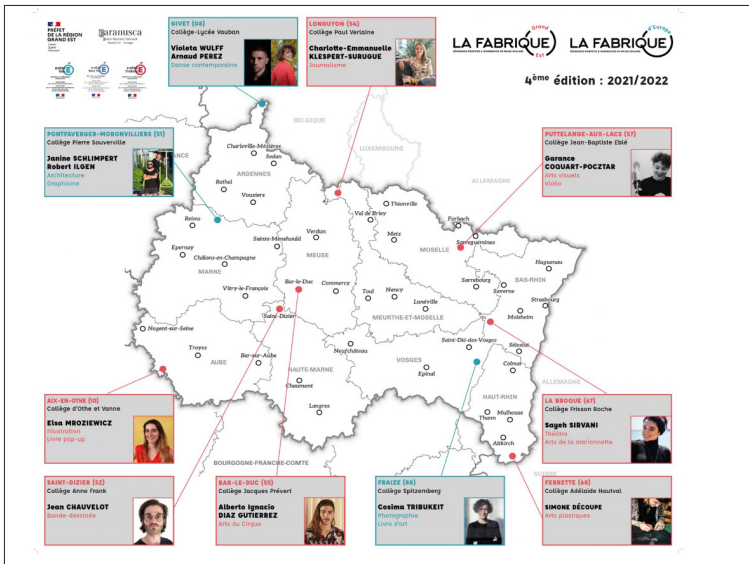 PRÉFET
DE LA RÉGION
GRAND EST
Karanusca
LA FABRIQUE
Grand
Est
LA FABRIQUE
d'Europe
4ème édition : 2021/2022
GIVET (08)
Collège-Lycée Vauban
Violeta WULFF
Arnaud PEREZ
Danse contemporaine
LONGUYON (54)
Collège Paul Verlaine
Charlotte-Emmanuelle
KLESPERT-SURUGUE
Journalisme
PONTFAVERGER-MORONVILLIERS (51)
Collège Pierre Souverville
Janine SCHLIMPERT
Robert ILGEN
Architecture
Graphisme
PUTTELANGE-AUX-LACS (57)
Collège Jean-Baptiste Eblé
Garance
COQUART-POCZTAR
Arts visuels
Vidéo
BELGIQUE
LUXEMBOURG
ALLEMAGNE
Charleville-Mézières
Sedan
ARDENNES
Rethel
Vouziers
Thionville
Val de Briey
Forbach
Reims
Verdun
Metz
Sarreguemines
Sainte-Menehould
MOSELLE
Epernay
MEUSE
Haguenau
Châlons-en-Champagne
MARNE
BAS-RHIN
Bar-le-Duc
Commercy
Sarrebourg
Saverne
Vitry-le-François
Toul
Nancy
Strasbourg
Lunéville
Molsheim
Saint-Dizier
MEURTHE-ET-MOSELLE
Nogent-sur-Seine
Saint-Dié-des-Vosges
Sélestat
Troyes
Neufchâteau
AUBE
Bar-sur-Aube
VOSGES
Colmar
HAUTE-MARNE
Epinal
Chaumont
ALLEMAGNE
HAUT-RHIN
Langres
Thann
Mulhouse
Altkirch
BOURGOGNE-FRANCHE-COMTE
SUISSE
AIX-EN-OTHE (10)
Collège d'Othe et Vanne
Elsa MROZIEWICZ
Illustration
Livre pop-up
LA BROQUE (67)
Collège Frisson Roche
Sayeh SIRVANI
Théâtre
Arts de la marionnette
SAINT-DIZIER (52)
Collège Anne Frank
Jean CHAUVELOT
Bande-dessinée
BAR-LE-DUC (55)
Collège Jacques Prévert
Alberto Ignacio
DIAZ GUTIERREZ
Arts du Cirque
FRAIZE (88)
Collège Spitzemberg
Cosima TRIBUKEIT
Photographie
Livre d'art
FERRETTE (68)
Collège Adélaïde Hautval
SIMONE DÉCOUPE
Arts plastiques